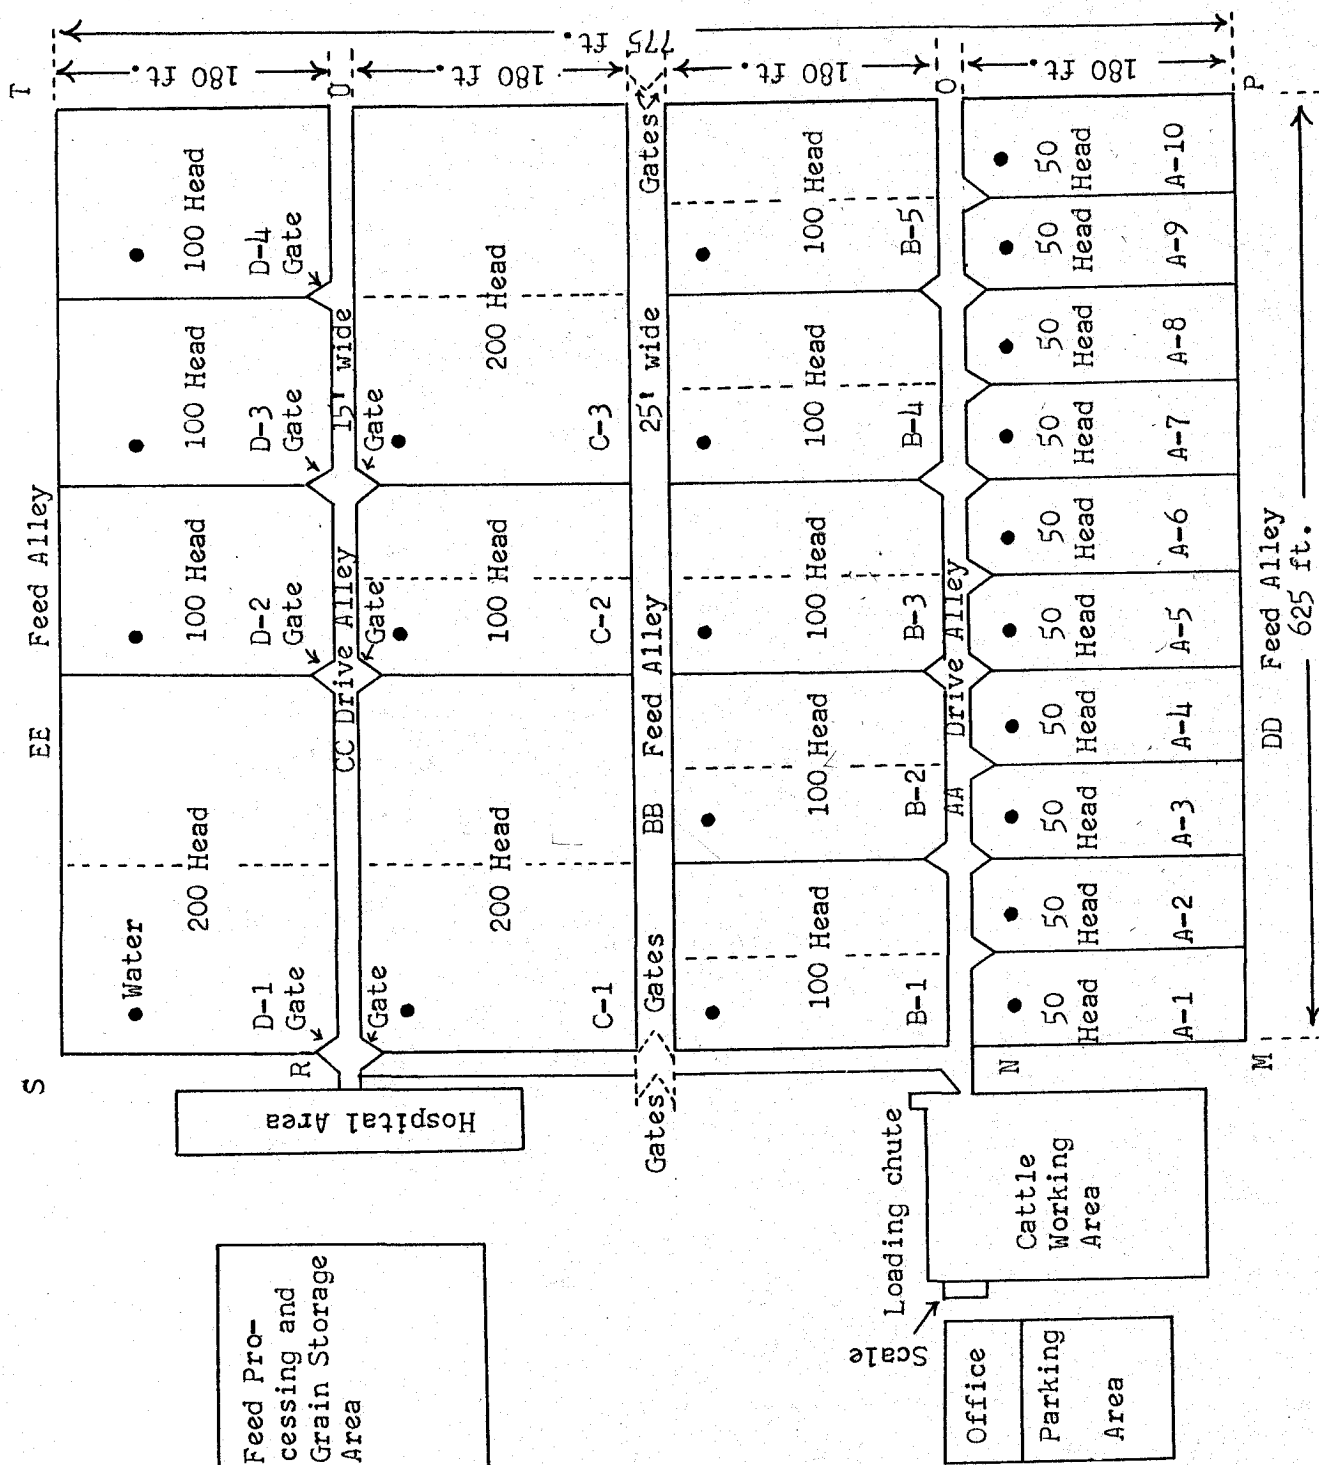 S
EE
Feed Alley
T
Water
200 Head
100 Head
100 Head
100 Head
D-1
Gate
D-2
Gate
D-3
Gate
D-4
Gate
R
CC Drive Alley
15' wide
U
Gate
Gate
Gate
200 Head
100 Head
200 Head
C-1
C-2
C-3
Gates
Gates
BB Feed Alley
25' wide
Gates
100 Head
100 Head
100 Head
100 Head
100 Head
B-1
B-2
B-3
B-4
B-5
AA Drive Alley
O
N
50
Head
A-1
50
Head
A-2
50
Head
A-3
50
Head
A-4
50
Head
A-5
50
Head
A-6
50
Head
A-7
50
Head
A-8
50
Head
A-9
50
Head
A-10
M
DD Feed Alley
625 ft.
P
180 ft.
180 ft.
180 ft.
180 ft.
775 ft.
Hospital Area
Feed Pro-
cessing and
Grain Storage
Area
Loading chute
Scale
Cattle
Working
Area
Office
Parking
Area